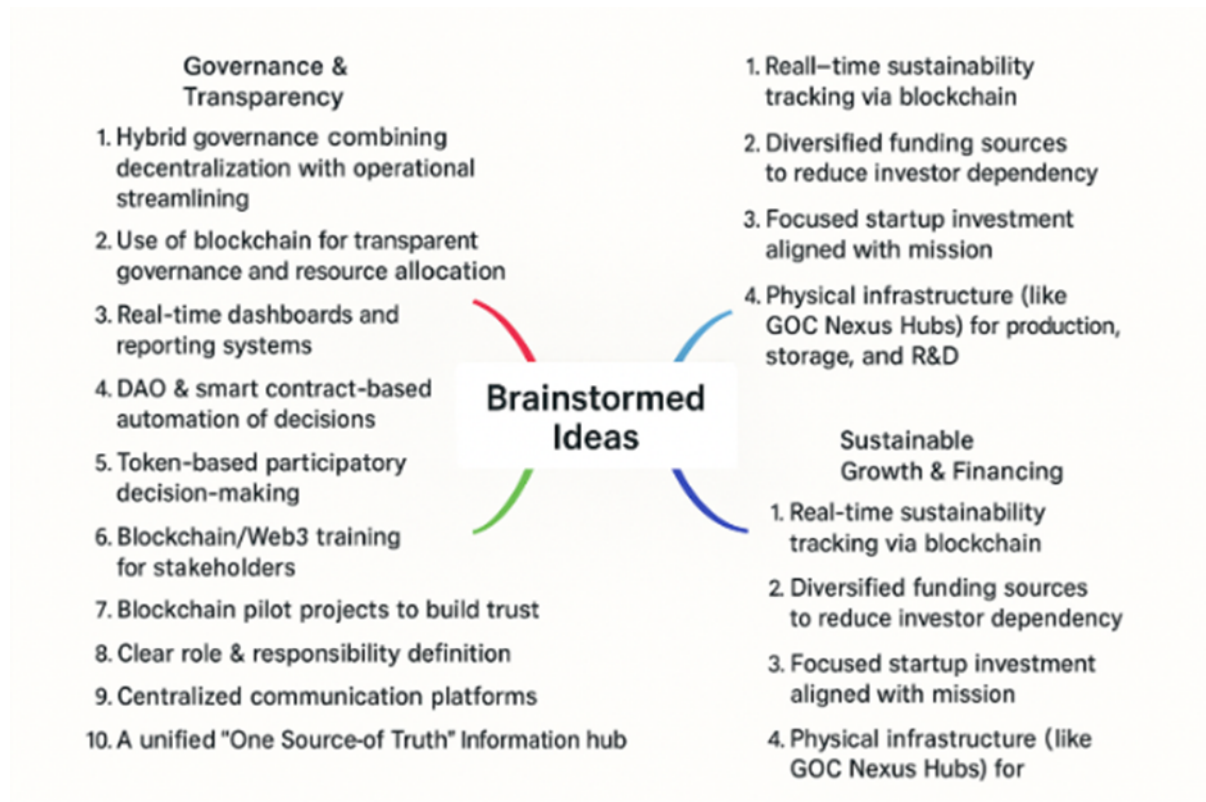 Governance &
Transparency
1. Hybrid governance combining
decentralization with operational
streamlining
2. Use of blockchain for transparent
governance and resource allocation
3. Real-time dashboards and
reporting systems
4. DAO & smart contract-based
automation of decisions
5. Token-based participatory
decision-making
6. Blockchain/Web3 training
for stakeholders
7. Blockchain pilot projects to build trust
8. Clear role & responsibility definition
9. Centralized communication platforms
10. A unified "One Source-of Truth" Information hub
Brainstormed
Ideas
1. Reall-time sustainability
tracking via blockchain
2. Diversified funding sources
to reduce investor dependency
3. Focused startup investment
aligned with mission
4. Physical infrastructure (like
GOC Nexus Hubs) for production,
storage, and R&D
Sustainable
Growth & Financing
1. Real-time sustainability
tracking via blockchain
2. Diversified funding sources
to reduce investor dependency
3. Focused startup investment
aligned with mission
4. Physical infrastructure (like
GOC Nexus Hubs) for